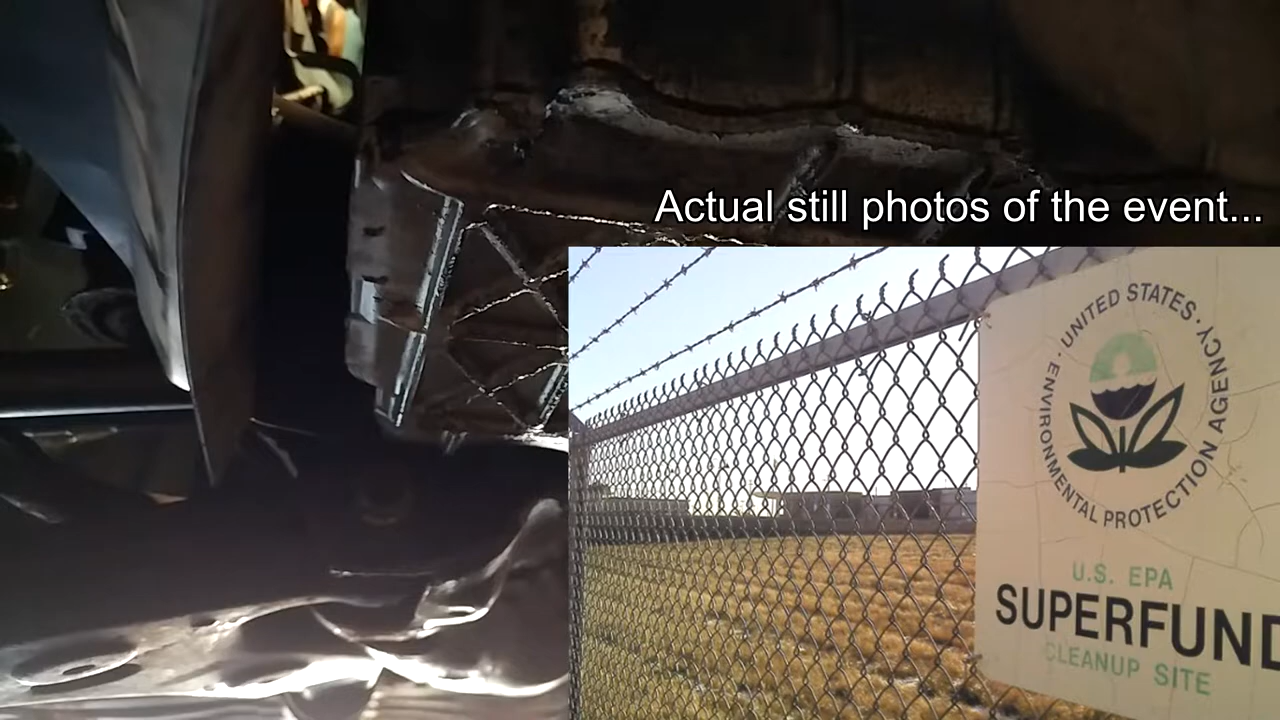 Actual still photos of the event...
· UNITED STATES ·
ENVIRONMENTAL PROTECTION AGENCY
U.S. EPA
SUPERFUND
CLEANUP SITE